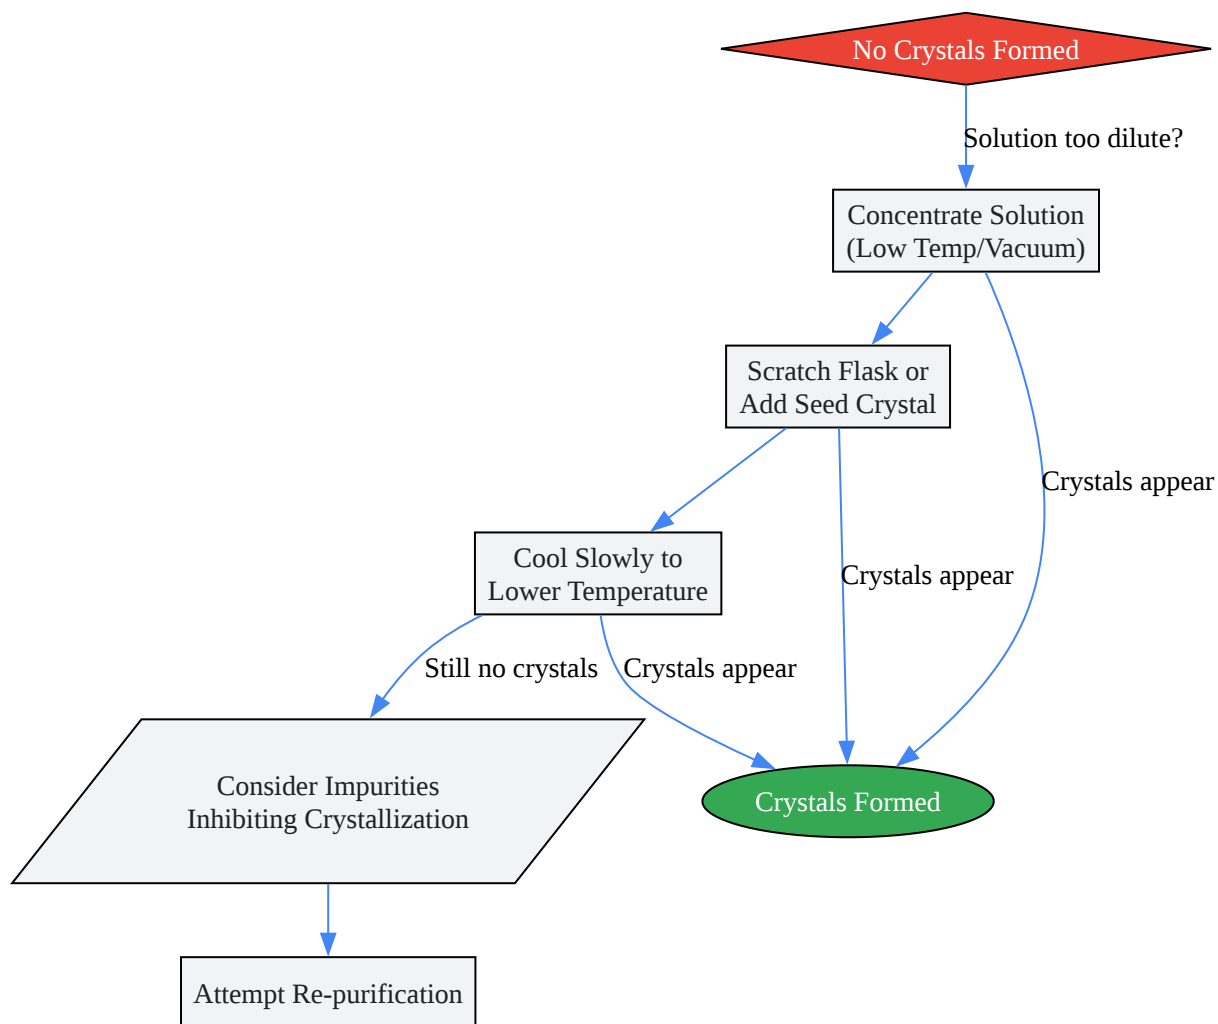 No Crystals Formed
Solution too dilute?
Concentrate Solution
(Low Temp/Vacuum)
Scratch Flask or
Add Seed Crystal
Crystals appear
Cool Slowly to
Lower Temperature
Crystals appear
Still no crystals
Crystals appear
Consider Impurities
Inhibiting Crystallization
Crystals Formed
Attempt Re-purification